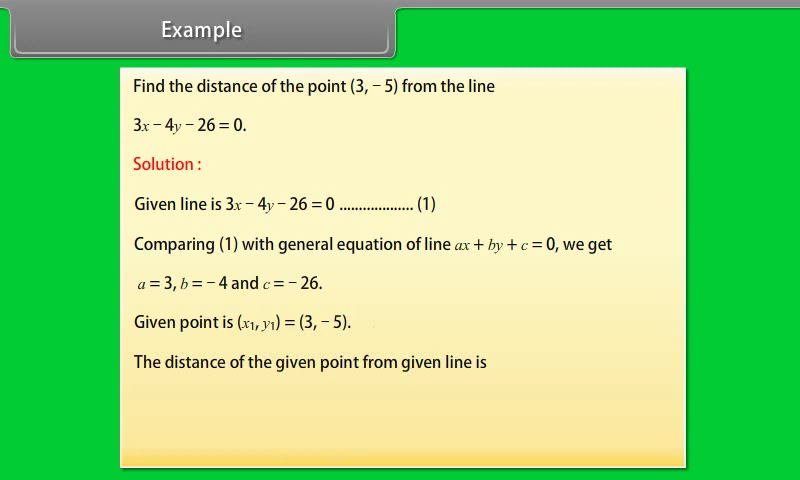 Example
Find the distance of the point (3, − 5) from the line
3x − 4y − 26 = 0.
Solution :
Given line is 3x − 4y − 26 = 0 ................... (1)
Comparing (1) with general equation of line ax + by + c = 0, we get
a = 3, b = − 4 and c = − 26.
Given point is (x₁, y₁) = (3, − 5).
The distance of the given point from given line is